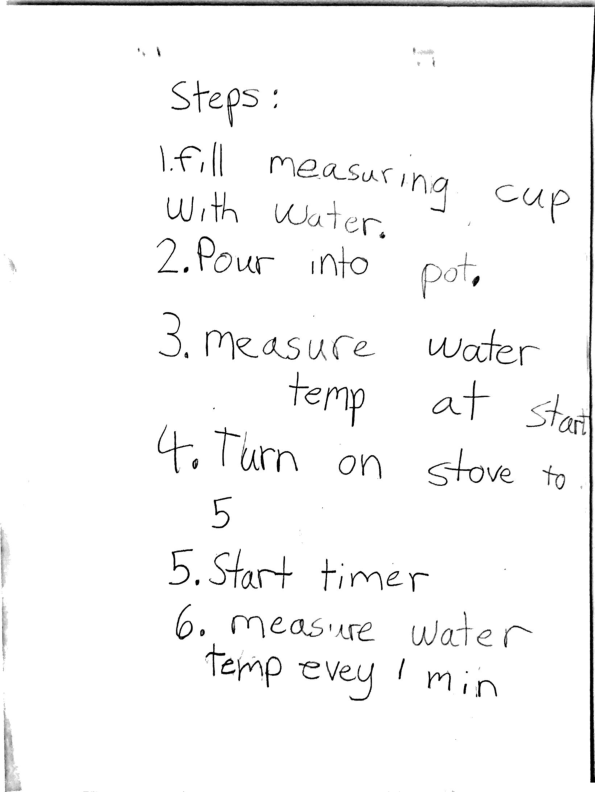 Steps:
1.fill measuring cup
with water.
2.Pour into pot.
3. measure water
temp at start
4. Turn on stove to
5
5. Start timer
6. measure water
temp evey 1 min